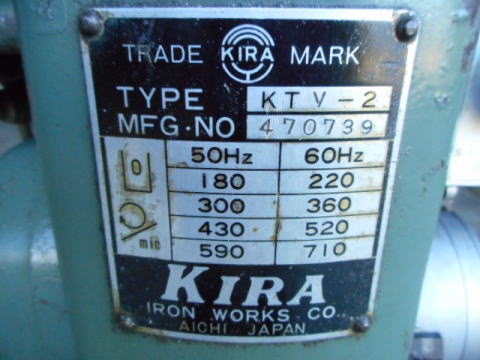 TRADE KIRA MARK
TYPE KTV-2
MFG·NO 470739
50Hz 60Hz
180 220
300 360
430 520
590 710
min
KIRA
IRON WORKS CO.
AICHI JAPAN